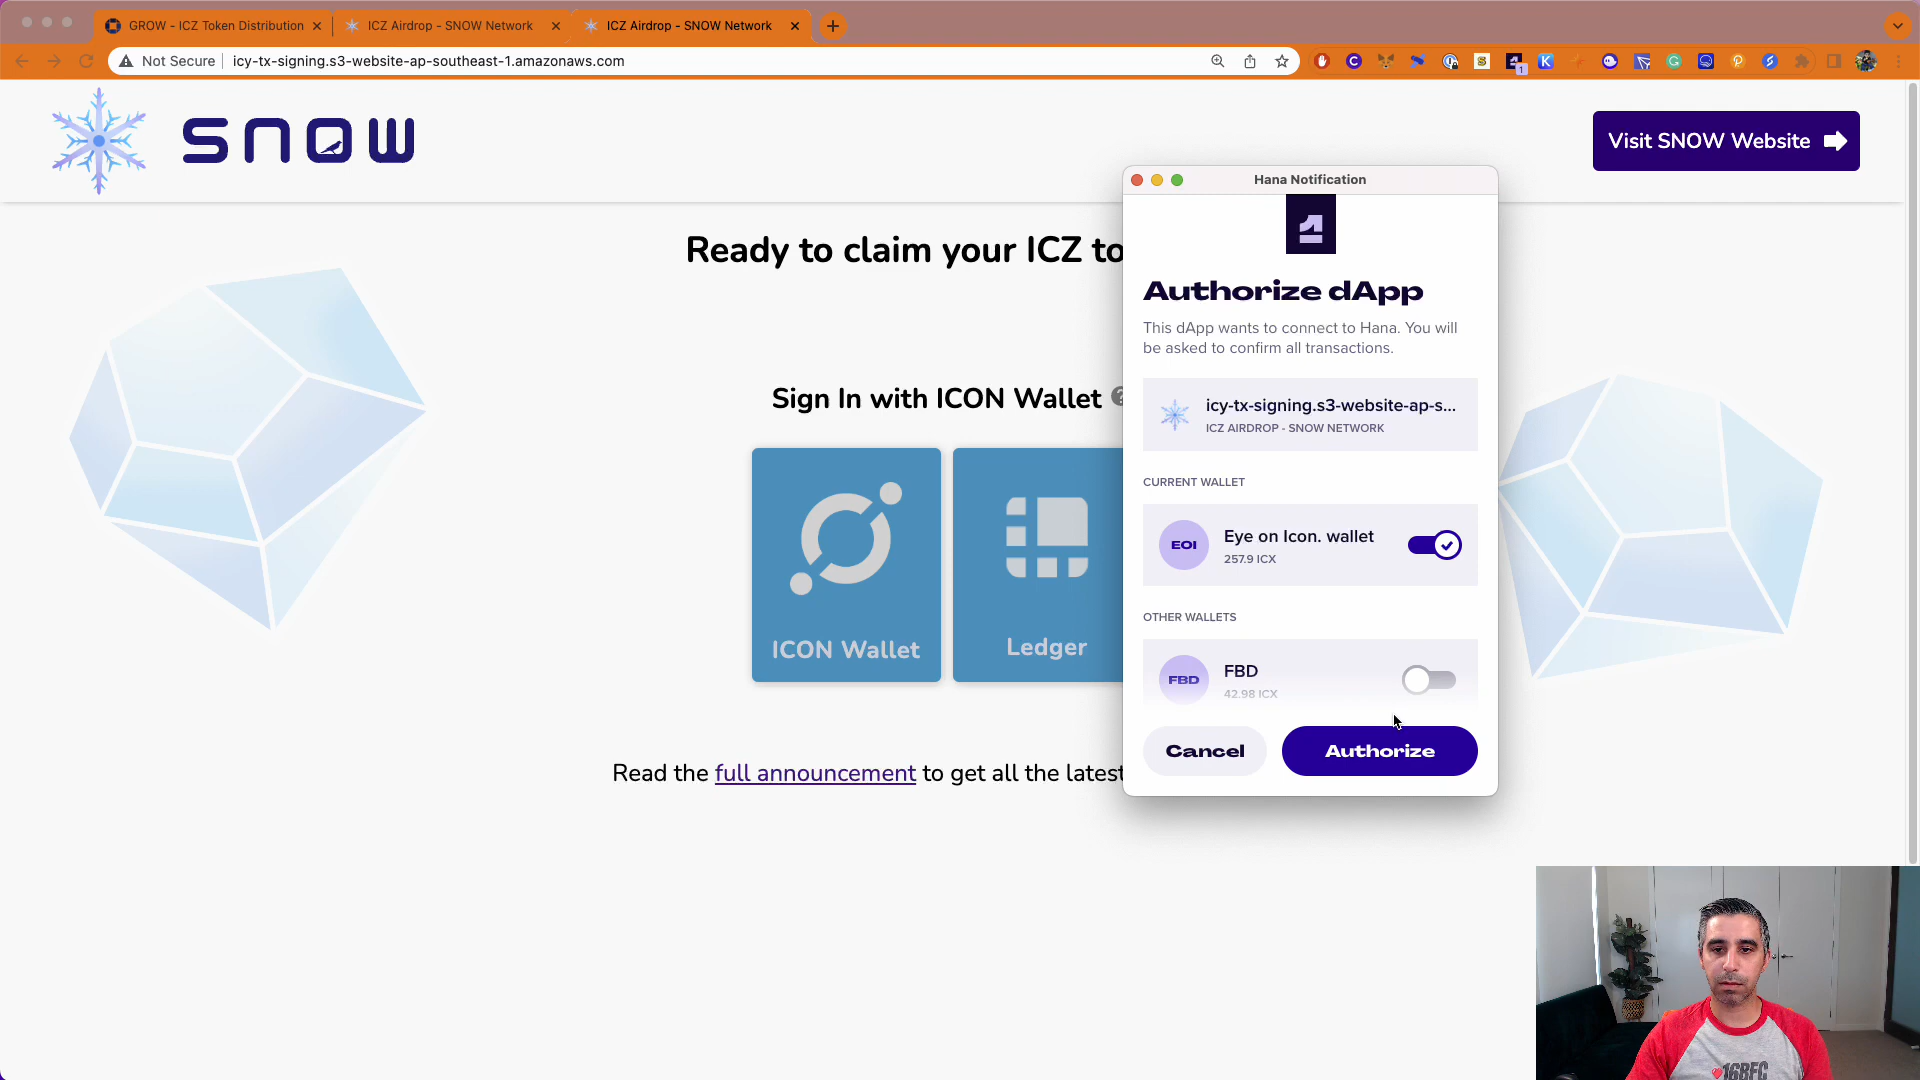 GROW - ICZ Token Distribution
ICZ Airdrop - SNOW Network
ICZ Airdrop - SNOW Network
Not Secure
icy-tx-signing.s3-website-ap-southeast-1.amazonaws.com
SNOW
Visit SNOW Website
Ready to claim your ICZ to
Sign In with ICON Wallet
ICON Wallet
Ledger
Read the full announcement to get all the latest
Hana Notification
Authorize dApp
This dApp wants to connect to Hana. You will
be asked to confirm all transactions.
icy-tx-signing.s3-website-ap-s...
ICZ AIRDROP - SNOW NETWORK
CURRENT WALLET
EOI
Eye on Icon. wallet
257.9 ICX
OTHER WALLETS
FBD
FBD
42.98 ICX
Cancel
Authorize